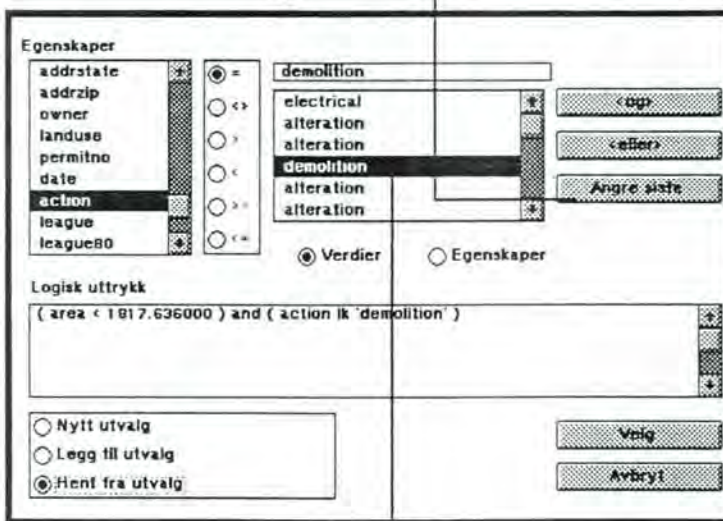 Egenskaper
addrstate
addrzip
owner
landuse
permitno
date
action
league
league80
=
<>
>
<
>=
<=
demolition
electrical
alteration
alteration
demolition
alteration
alteration
<og>
<eller>
Angre siste
Verdier
Egenskaper
Logisk uttrykk
( area < 1817.636000 ) and ( action lk 'demolition' )
Nytt utvalg
Legg til utvalg
Hent fra utvalg
Velg
Avbryt